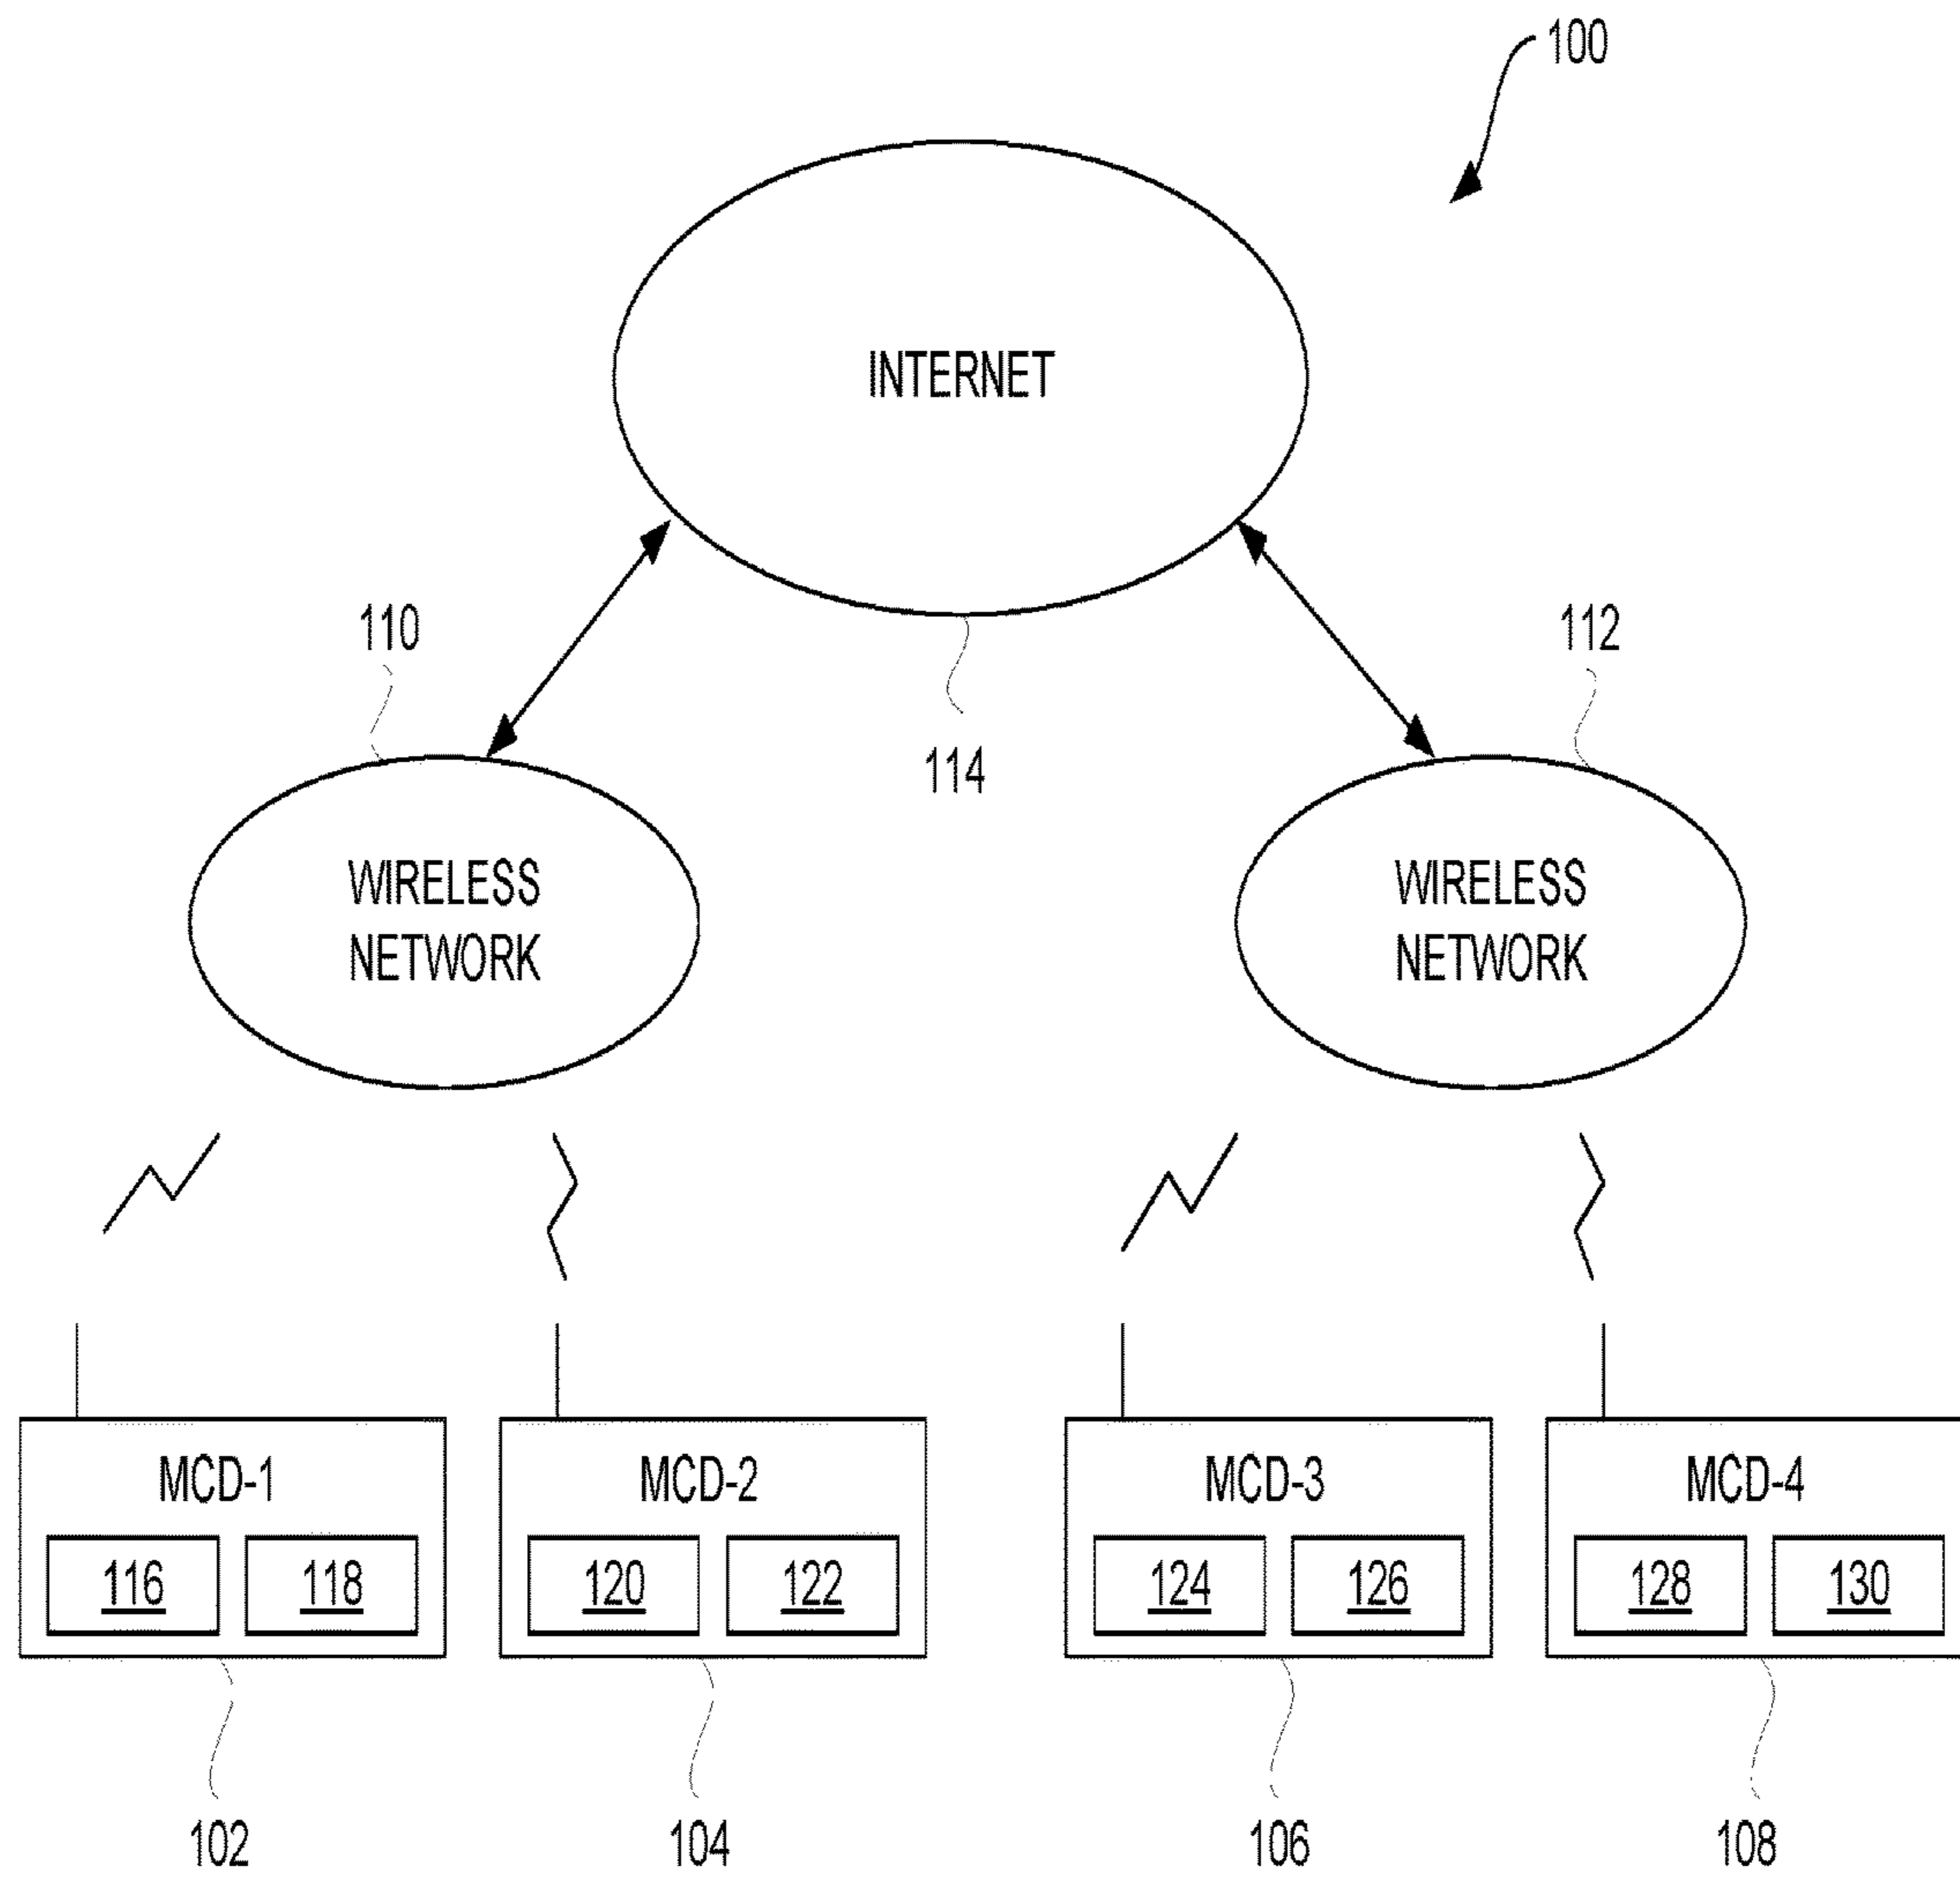 100
INTERNET
110
112
114
WIRELESS
NETWORK
WIRELESS
NETWORK
MCD-1
MCD-2
MCD-3
MCD-4
116
118
120
122
124
126
128
130
102
104
106
108